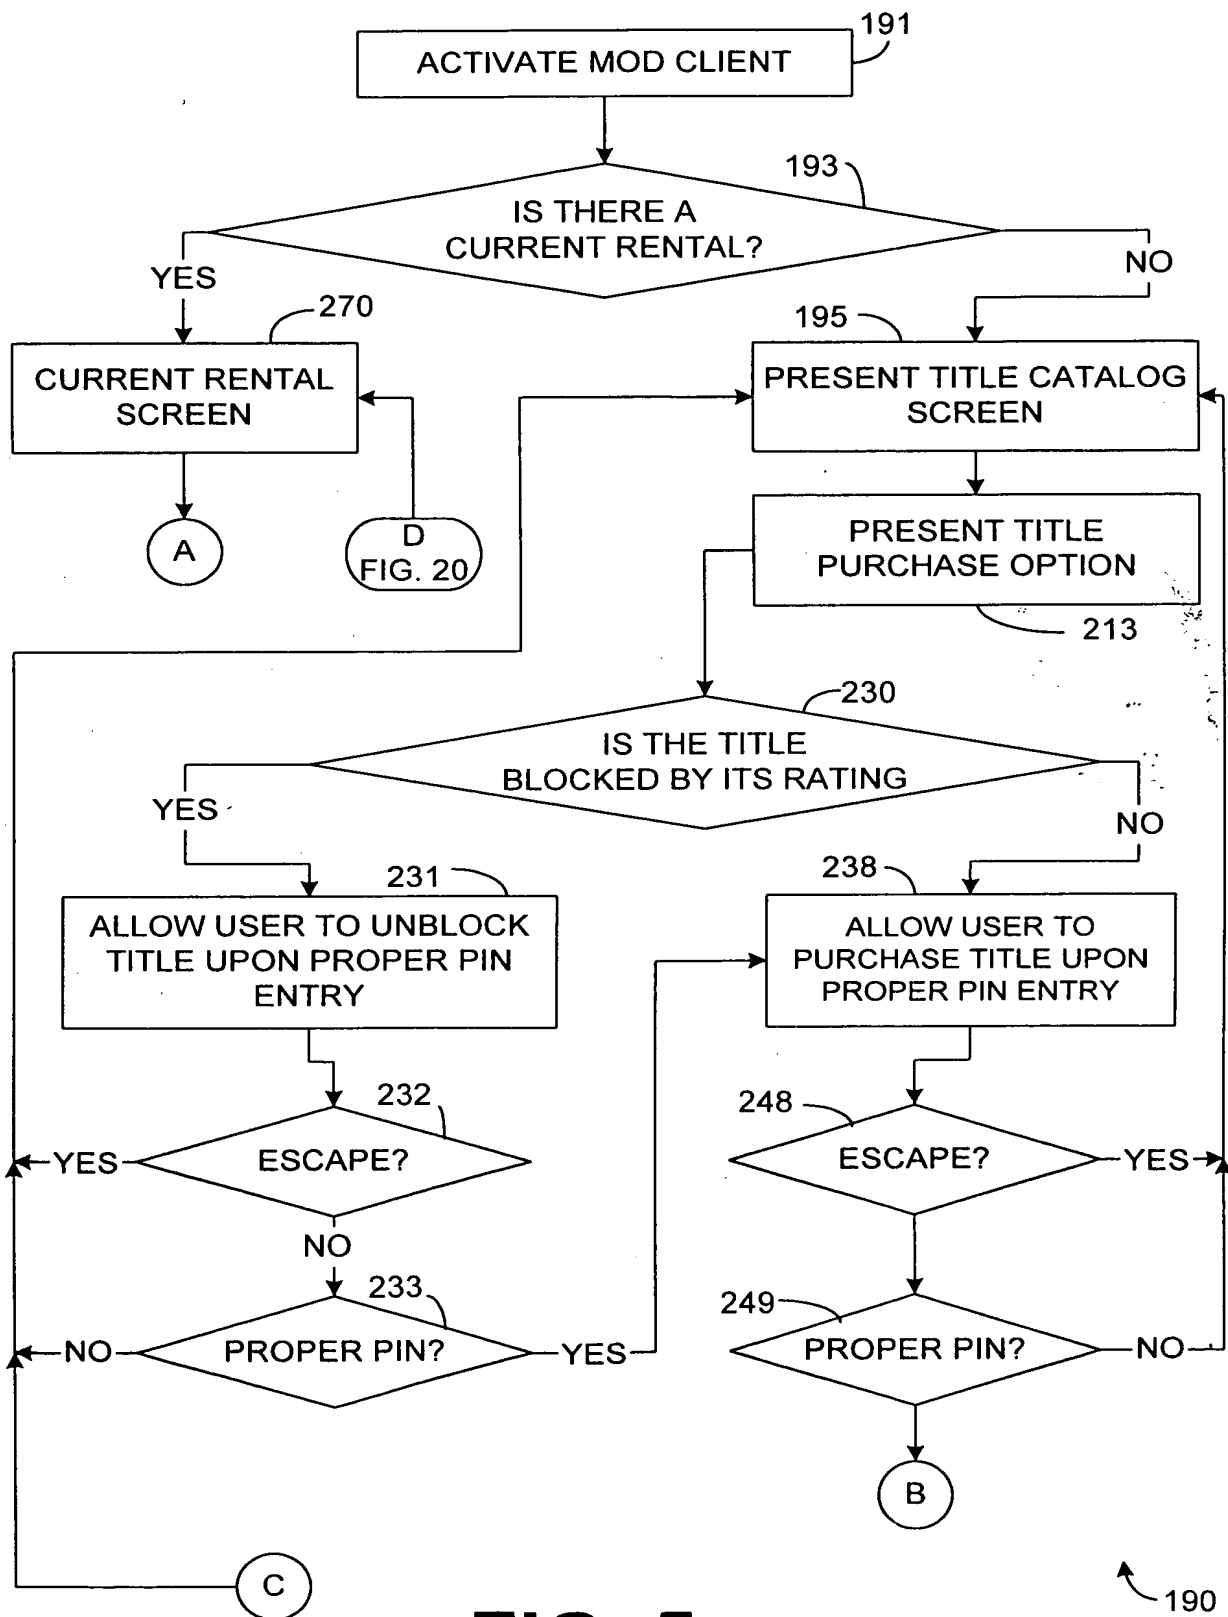 191
ACTIVATE MOD CLIENT
193
IS THERE A
CURRENT RENTAL?
YES
NO
270
195
CURRENT RENTAL
SCREEN
PRESENT TITLE CATALOG
SCREEN
A
D
FIG. 20
PRESENT TITLE
PURCHASE OPTION
213
230
IS THE TITLE
BLOCKED BY ITS RATING
YES
NO
231
238
ALLOW USER TO UNBLOCK
TITLE UPON PROPER PIN
ENTRY
ALLOW USER TO
PURCHASE TITLE UPON
PROPER PIN ENTRY
232
248
YES
ESCAPE?
ESCAPE?
YES
NO
233
249
NO
PROPER PIN?
YES
PROPER PIN?
NO
B
C
190